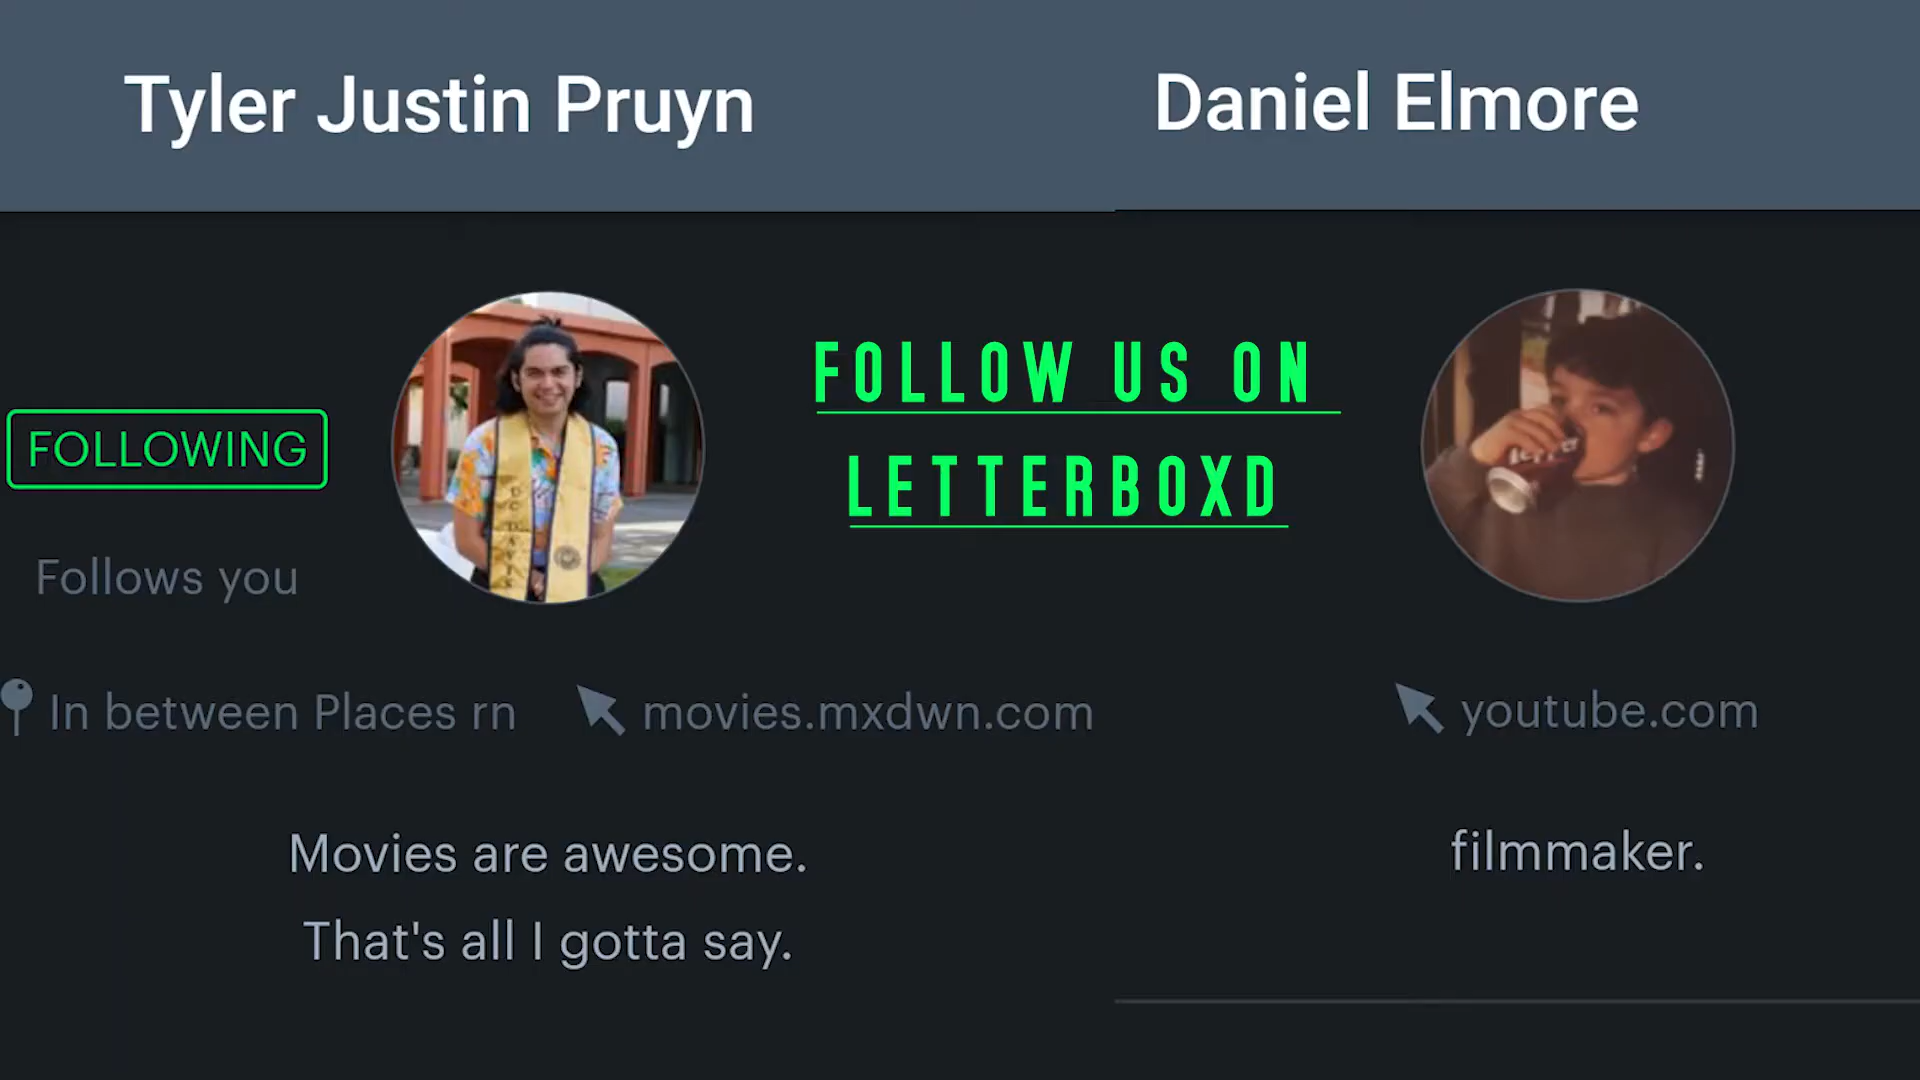 Tyler Justin Pruyn
Daniel Elmore
FOLLOWING
Follows you
FOLLOW US ON
LETTERBOXD
In between Places rn
movies.mxdwn.com
youtube.com
Movies are awesome.
That's all I gotta say.
filmmaker.